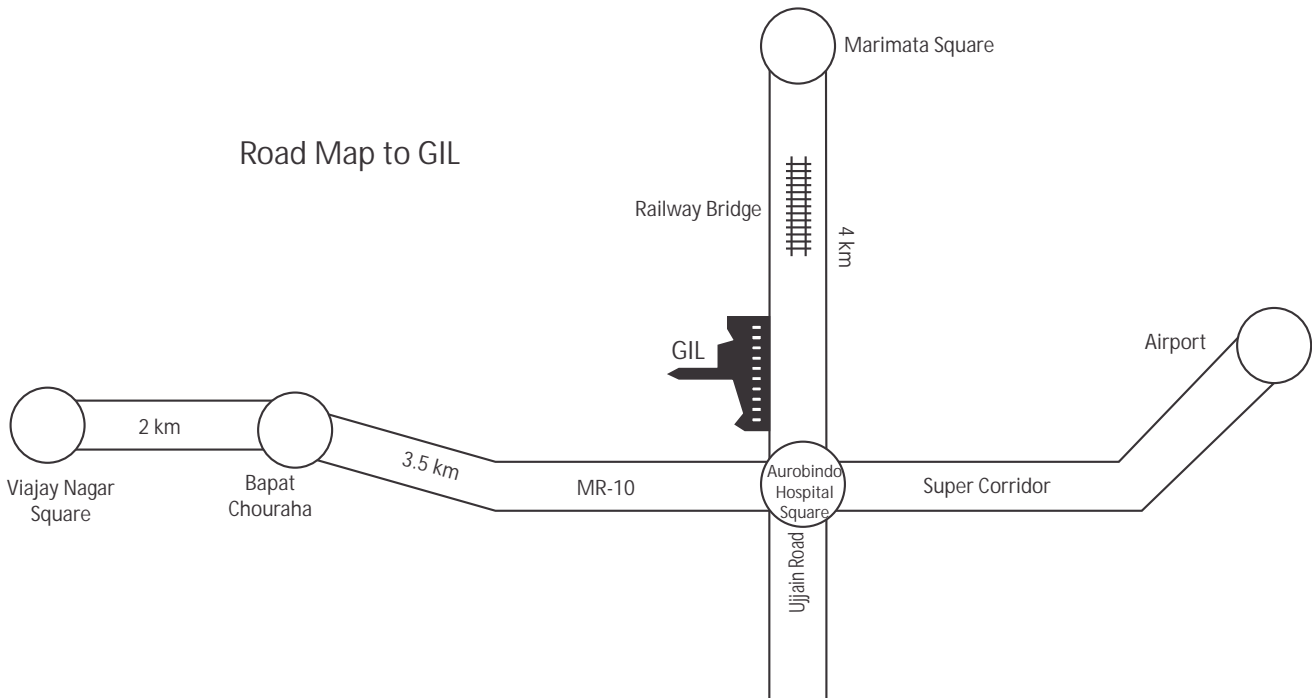 Marimata Square
Road Map to GIL
Railway Bridge
4 km
GIL
Airport
2 km
3.5 km
Viajay Nagar
Square
Bapat
Chouraha
MR-10
Aurobindo
Hospital
Square
Super Corridor
Ujjain Road